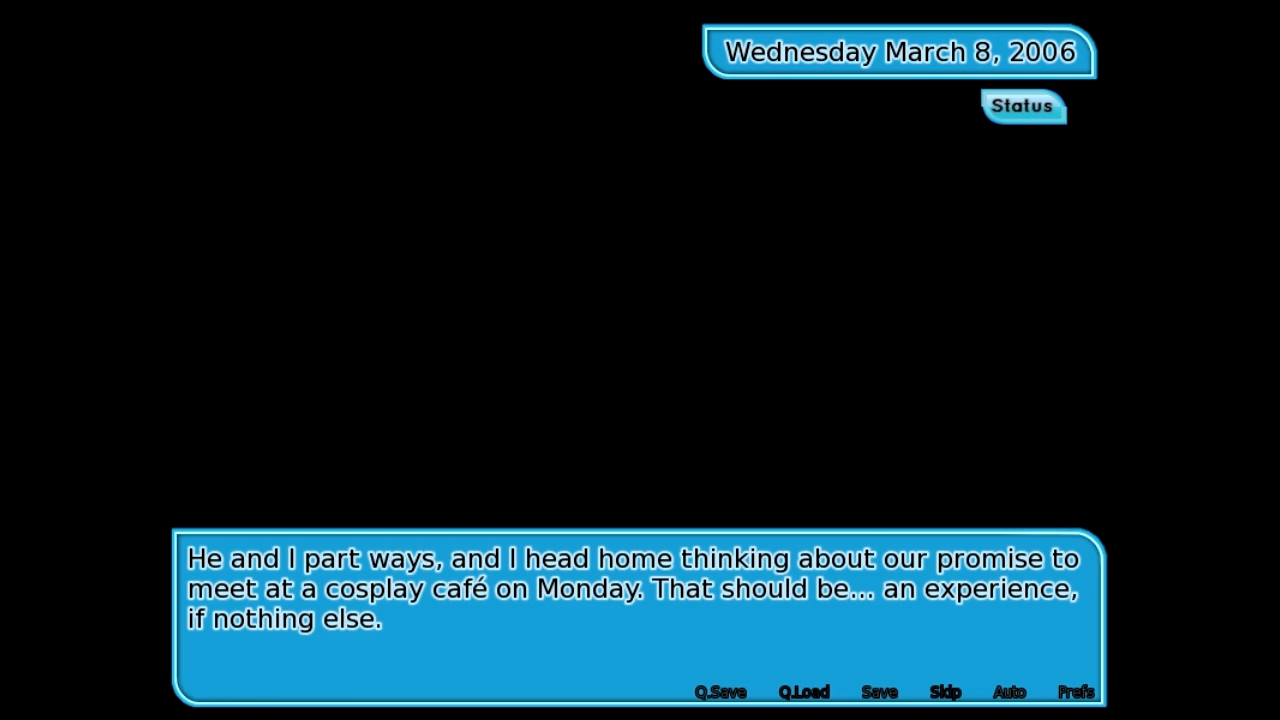 Wednesday March 8, 2006
Status
He and I part ways, and I head home thinking about our promise to
meet at a cosplay café on Monday. That should be... an experience,
if nothing else.
Q.Save Q.Load Save Skip Auto Prefs